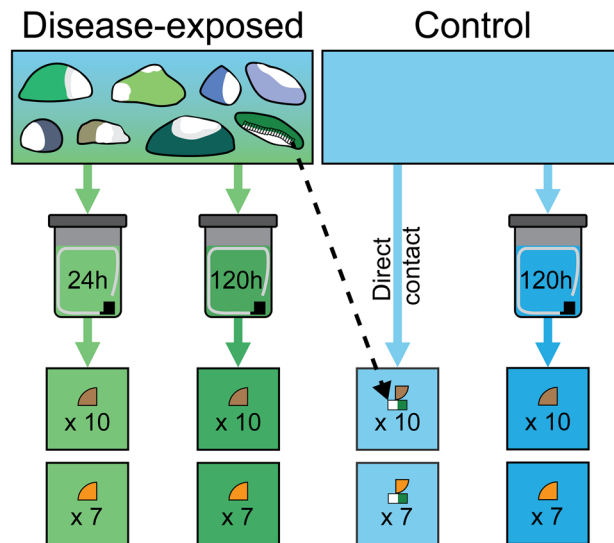 Disease-exposed
Control
24h
120h
Direct
contact
120h
x 10
x 10
x 10
x 10
x 7
x 7
x 7
x 7